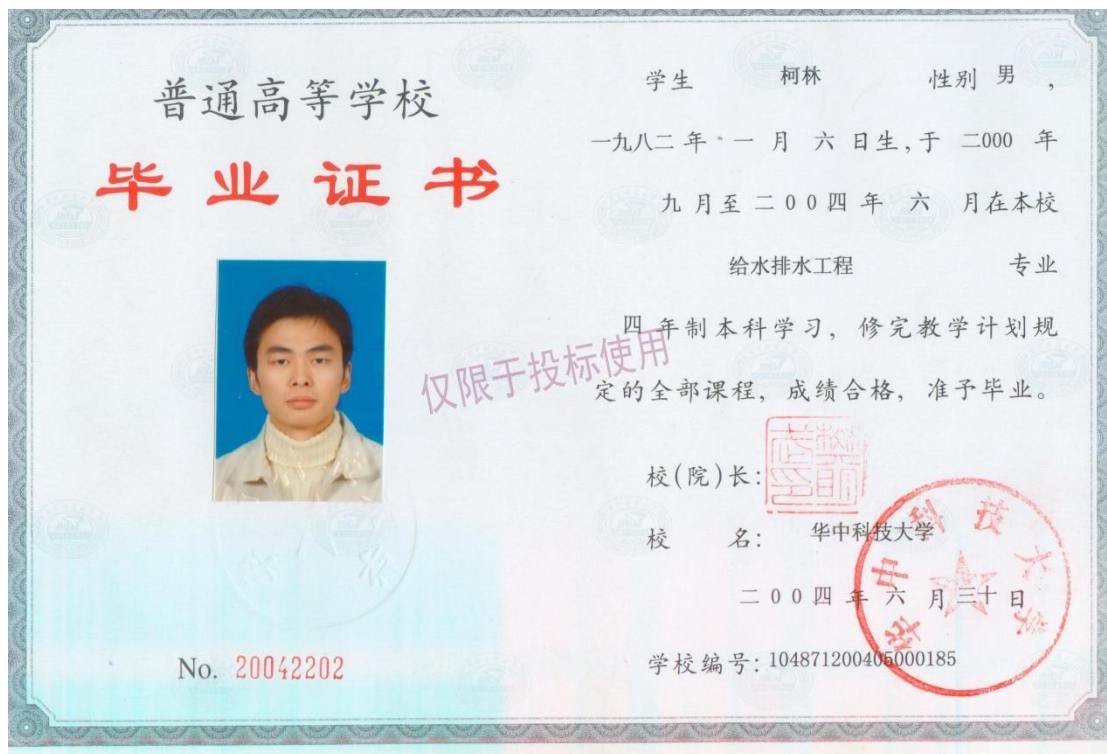 普通高等学校
毕业证书
No. 20042202
学生 柯林 性别 男 ,
一九八二 年 一 月 六 日生,于 二000 年
九 月至 二 0 0 四 年 六 月在本校
给水排水工程 专业
四 年制本科学习, 修完教学计划规
定的全部课程, 成绩合格, 准予毕业。
仅限于投标使用
校(院)长:
校 名: 华中科技大学
华中科技大学
二 0 0 四 年 六 月 三十 日
学校编号: 104871200405000185